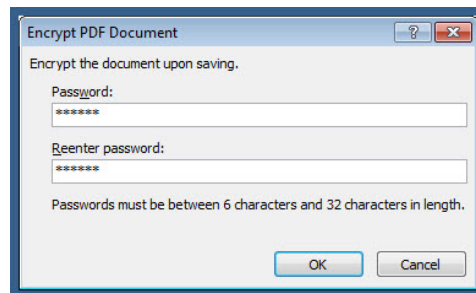 Encrypt PDF Document
Encrypt the document upon saving.
Password:
******
Reenter password:
******
Passwords must be between 6 characters and 32 characters in length.
OK Cancel